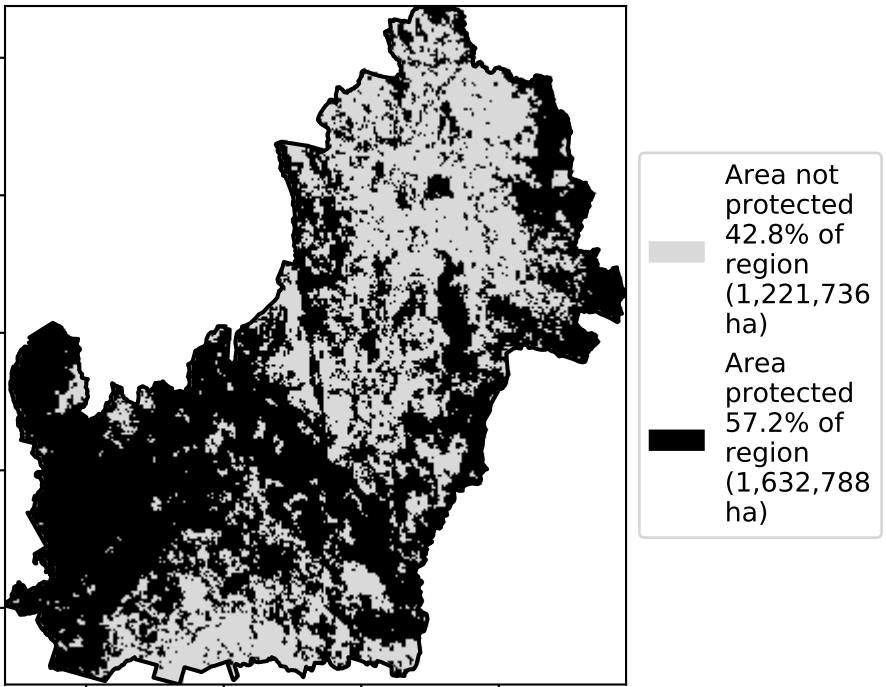 Area not
protected
42.8% of
region
(1,221,736
ha)
Area
protected
57.2% of
region
(1,632,788
ha)